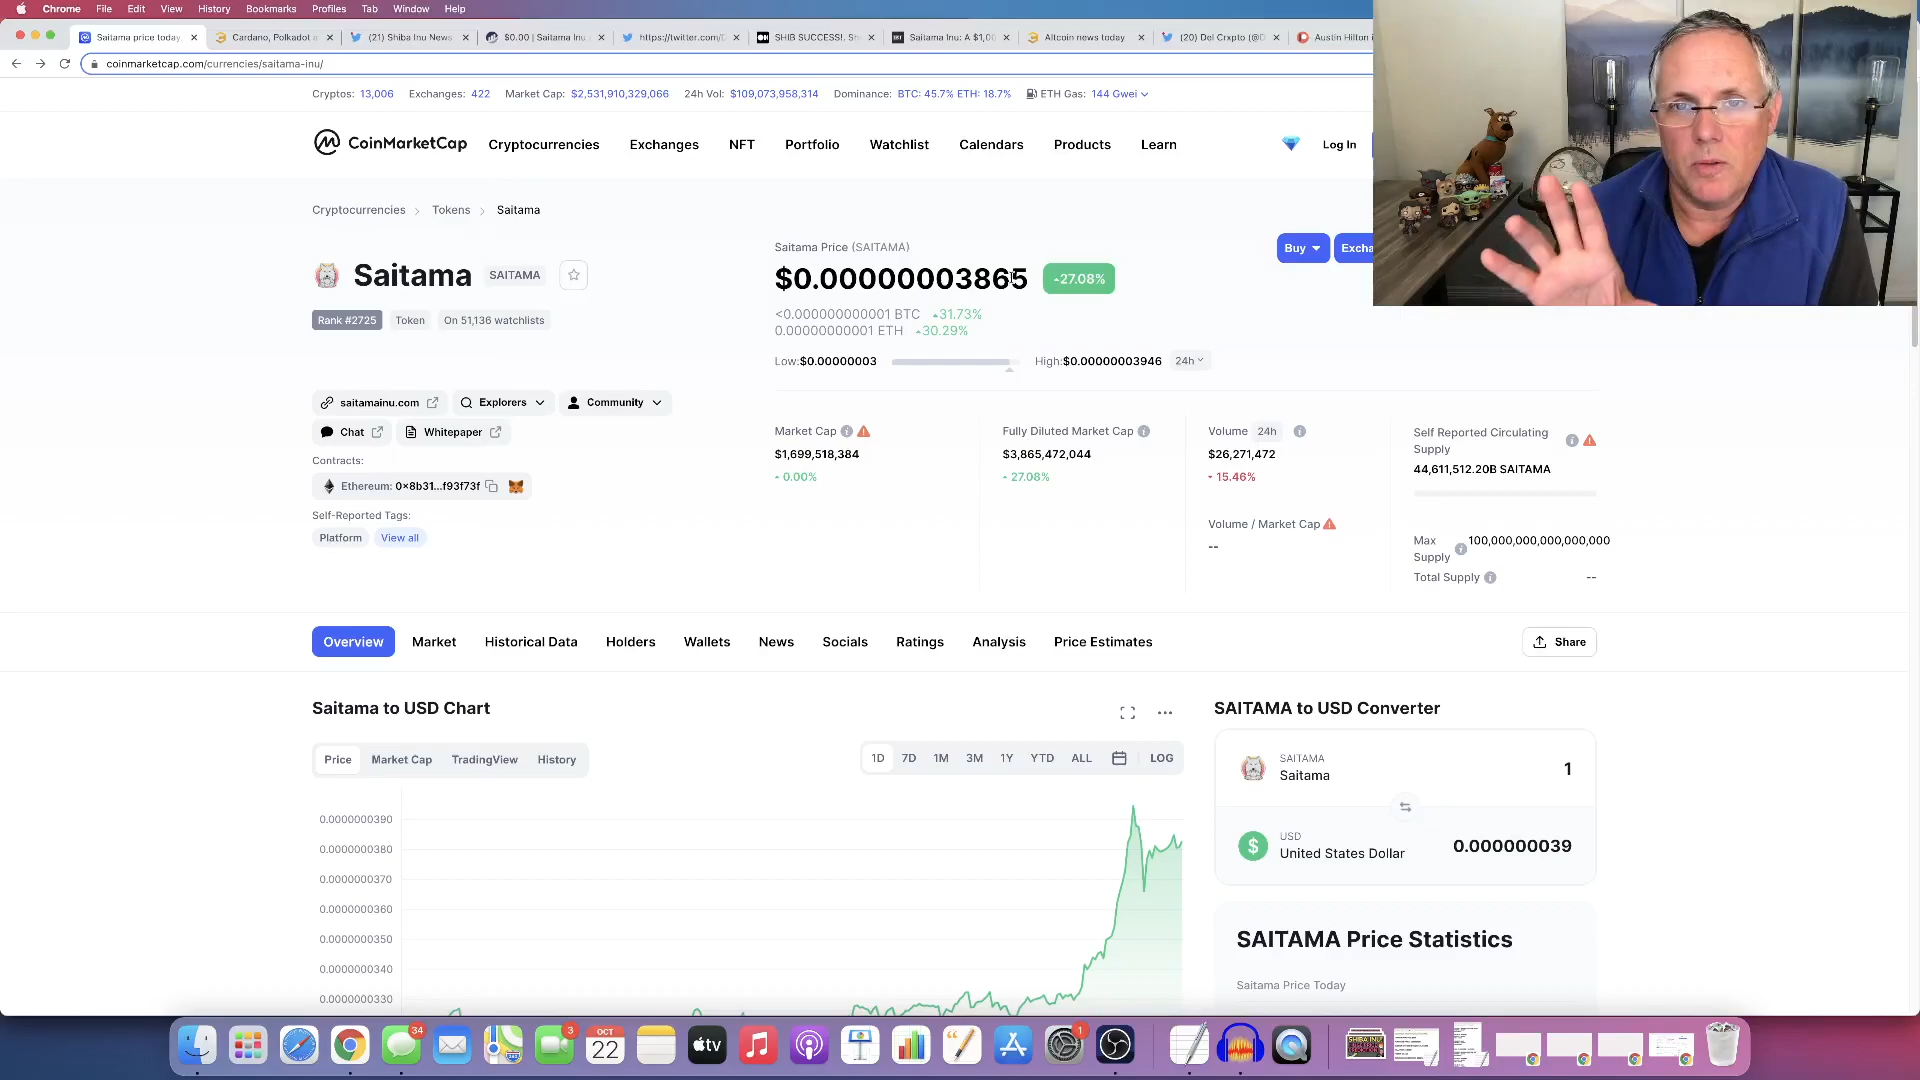 Chrome File Edit View History Bookmarks Profiles Tab Window Help
Saitama price today,
Cardano, Polkadot a
(21) Shiba Inu News
$0.00 | Saitama Inu
https://twitter.com/D
SHIB SUCCESS!. Sh
Saitama Inu: A $1,00
Altcoin news today
(20) Del Crxpto (@D
Austin Hilton i
coinmarketcap.com/currencies/saitama-inu/
Cryptos: 13,006 Exchanges: 422 Market Cap: $2,531,910,329,066 24h Vol: $109,073,958,314 Dominance: BTC: 45.7% ETH: 18.7% ETH Gas: 144 Gwei
CoinMarketCap Cryptocurrencies Exchanges NFT Portfolio Watchlist Calendars Products Learn Log In
Cryptocurrencies > Tokens > Saitama
Saitama SAITAMA
Rank #2725 Token On 51,136 watchlists
saitamainu.com Explorers Community
Chat Whitepaper
Contracts:
Ethereum: 0x8b31...f93f73f
Self-Reported Tags:
Platform View all
Saitama Price (SAITAMA)
$0.00000003865 27.08%
<0.000000000001 BTC 31.73%
0.00000000001 ETH 30.29%
Low:$0.00000003 High:$0.00000003946 24h
Buy Excha
Market Cap
$1,699,518,384
0.00%
Fully Diluted Market Cap
$3,865,472,044
27.08%
Volume 24h
$26,271,472
15.46%
Volume / Market Cap
--
Self Reported Circulating
Supply
44,611,512.20B SAITAMA
Max
Supply
100,000,000,000,000,000
Total Supply --
Overview Market Historical Data Holders Wallets News Socials Ratings Analysis Price Estimates Share
Saitama to USD Chart
Price Market Cap TradingView History
1D 7D 1M 3M 1Y YTD ALL LOG
0.0000000390
0.0000000380
0.0000000370
0.0000000360
0.0000000350
0.0000000340
0.0000000330
SAITAMA to USD Converter
SAITAMA
Saitama
1
USD
United States Dollar
0.000000039
SAITAMA Price Statistics
Saitama Price Today
34
3
OCT
22
tv
1